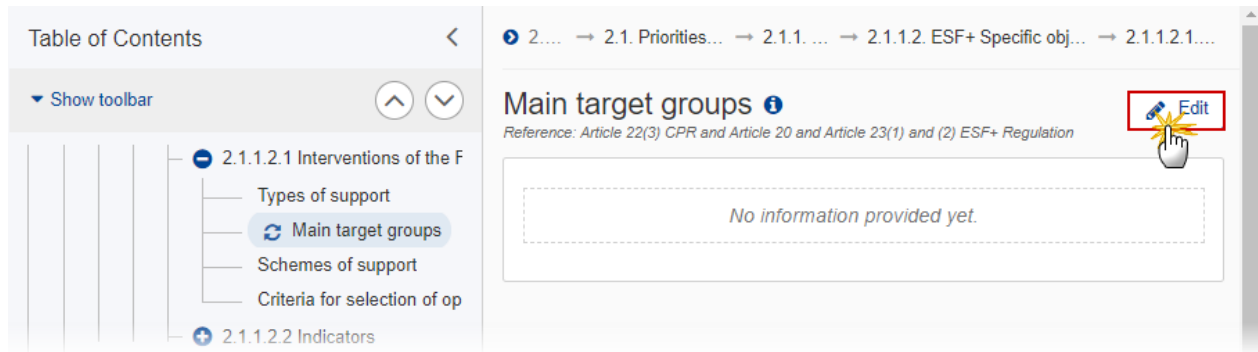 Table of Contents
2.... → 2.1. Priorities... → 2.1.1. ... → 2.1.1.2. ESF+ Specific obj... → 2.1.1.2.1....
Show toolbar
Main target groups
Edit
Reference: Article 22(3) CPR and Article 20 and Article 23(1) and (2) ESF+ Regulation
No information provided yet.
2.1.1.2.1 Interventions of the F
Types of support
Main target groups
Schemes of support
Criteria for selection of op
2.1.1.2.2 Indicators